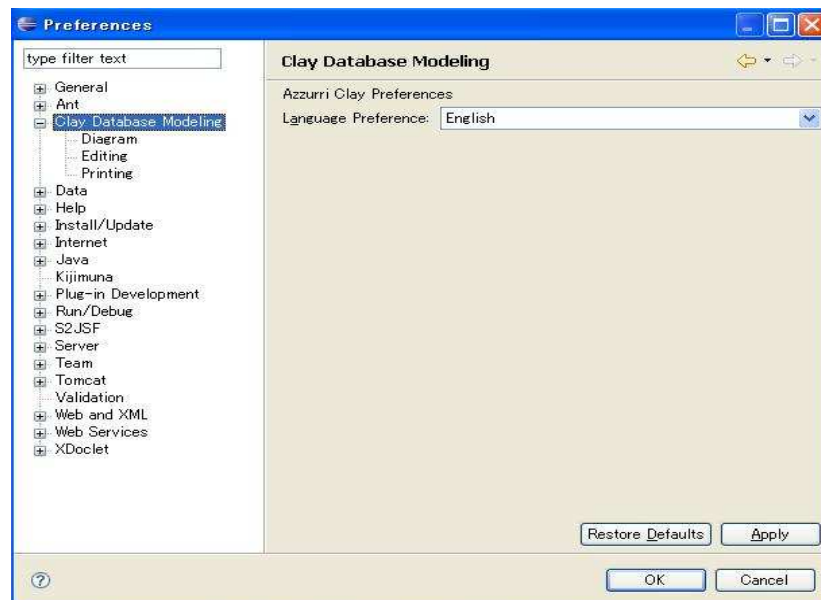 Preferences
type filter text
General
Ant
Clay Database Modeling
Diagram
Editing
Printing
Data
Help
Install/Update
Internet
Java
Kijimuna
Plug-in Development
Run/Debug
S2JSF
Server
Team
Tomcat
Validation
Web and XML
Web Services
XDoclet
Clay Database Modeling
Azzurri Clay Preferences
Language Preference: English
Restore Defaults Apply
OK Cancel